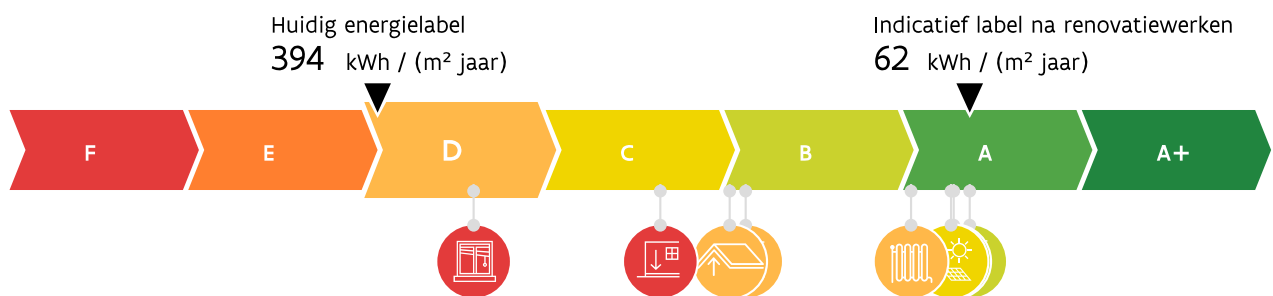 Huidig energielabel
394 kWh / (m² jaar)
Indicatief label na renovatiewerken
62 kWh / (m² jaar)
F E D C B A A+